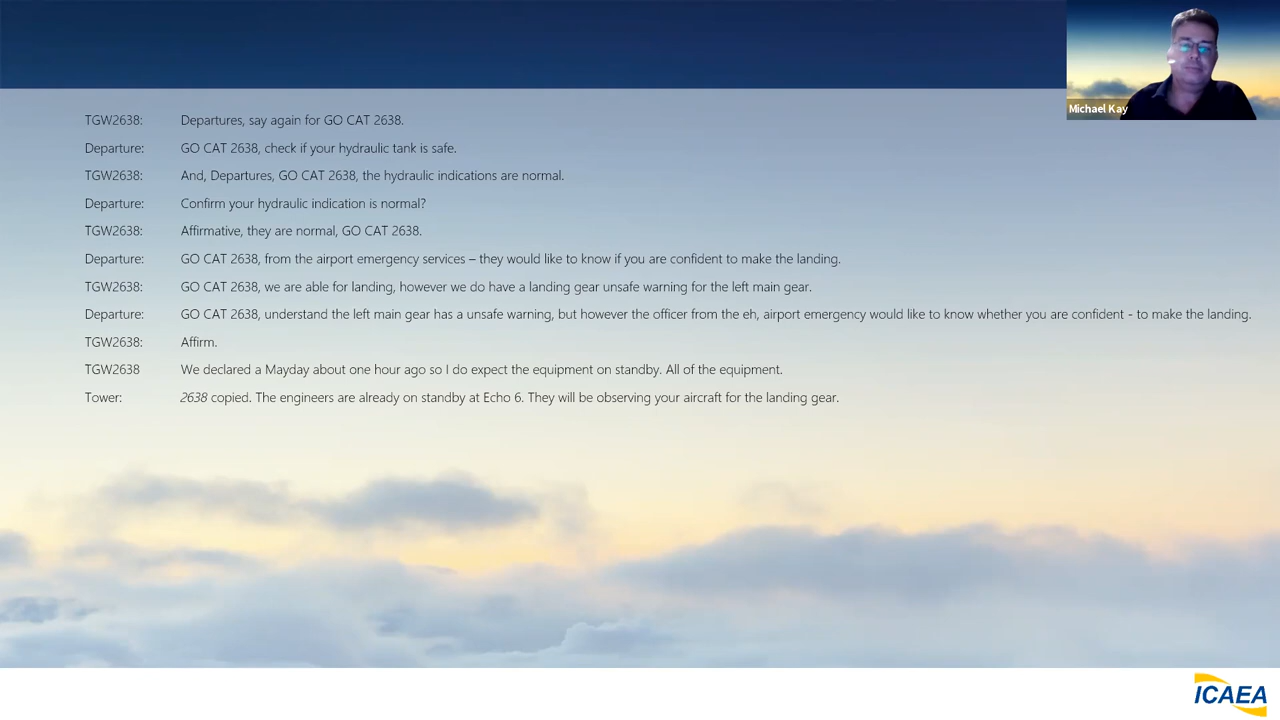 Michael Kay
TGW2638: Departures, say again for GO CAT 2638.
Departure: GO CAT 2638, check if your hydraulic tank is safe.
TGW2638: And, Departures, GO CAT 2638, the hydraulic indications are normal.
Departure: Confirm your hydraulic indication is normal?
TGW2638: Affirmative, they are normal, GO CAT 2638.
Departure: GO CAT 2638, from the airport emergency services – they would like to know if you are confident to make the landing.
TGW2638: GO CAT 2638, we are able for landing, however we do have a landing gear unsafe warning for the left main gear.
Departure: GO CAT 2638, understand the left main gear has a unsafe warning, but however the officer from the eh, airport emergency would like to know whether you are confident - to make the landing.
TGW2638: Affirm.
TGW2638 We declared a Mayday about one hour ago so I do expect the equipment on standby. All of the equipment.
Tower: 2638 copied. The engineers are already on standby at Echo 6. They will be observing your aircraft for the landing gear.
ICAEA